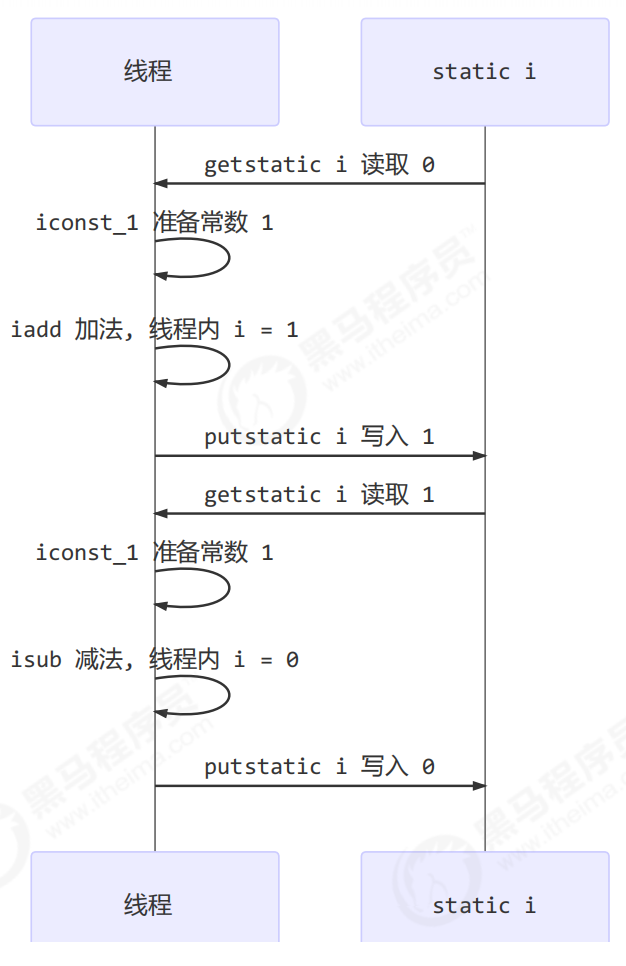 线程
static i
getstatic i 读取 0
iconst_1 准备常数 1
iadd 加法, 线程内 i = 1
putstatic i 写入 1
getstatic i 读取 1
iconst_1 准备常数 1
isub 减法, 线程内 i = 0
putstatic i 写入 0
线程
static i
黑马程序员™
www.itheima.com
黑马程序员
www.itheima.com
黑马程序员
www.itheima.com